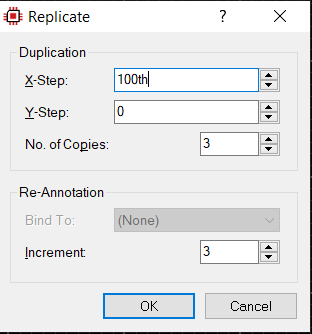 Replicate
Duplication
X-Step: 100th
Y-Step: 0
No. of Copies: 3
Re-Annotation
Bind To: (None)
Increment: 3
OK Cancel